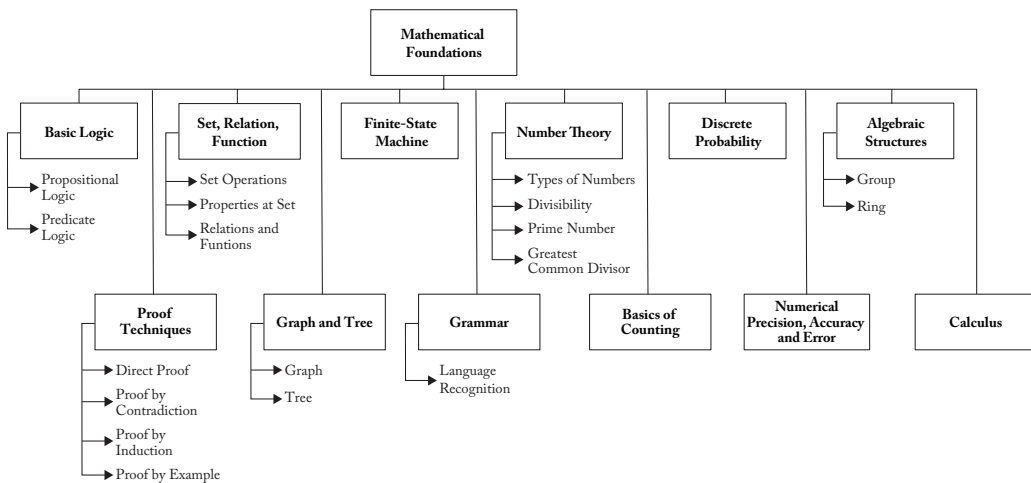 Mathematical
Foundations
Basic Logic
Propositional
Logic
Predicate
Logic
Set, Relation,
Function
Set Operations
Properties at Set
Relations and
Funtions
Finite-State
Machine
Number Theory
Types of Numbers
Divisibility
Prime Number
Greatest
Common Divisor
Discrete
Probability
Algebraic
Structures
Group
Ring
Proof
Techniques
Direct Proof
Proof by
Contradiction
Proof by
Induction
Proof by Example
Graph and Tree
Graph
Tree
Grammar
Language
Recognition
Basics of
Counting
Numerical
Precision, Accuracy
and Error
Calculus